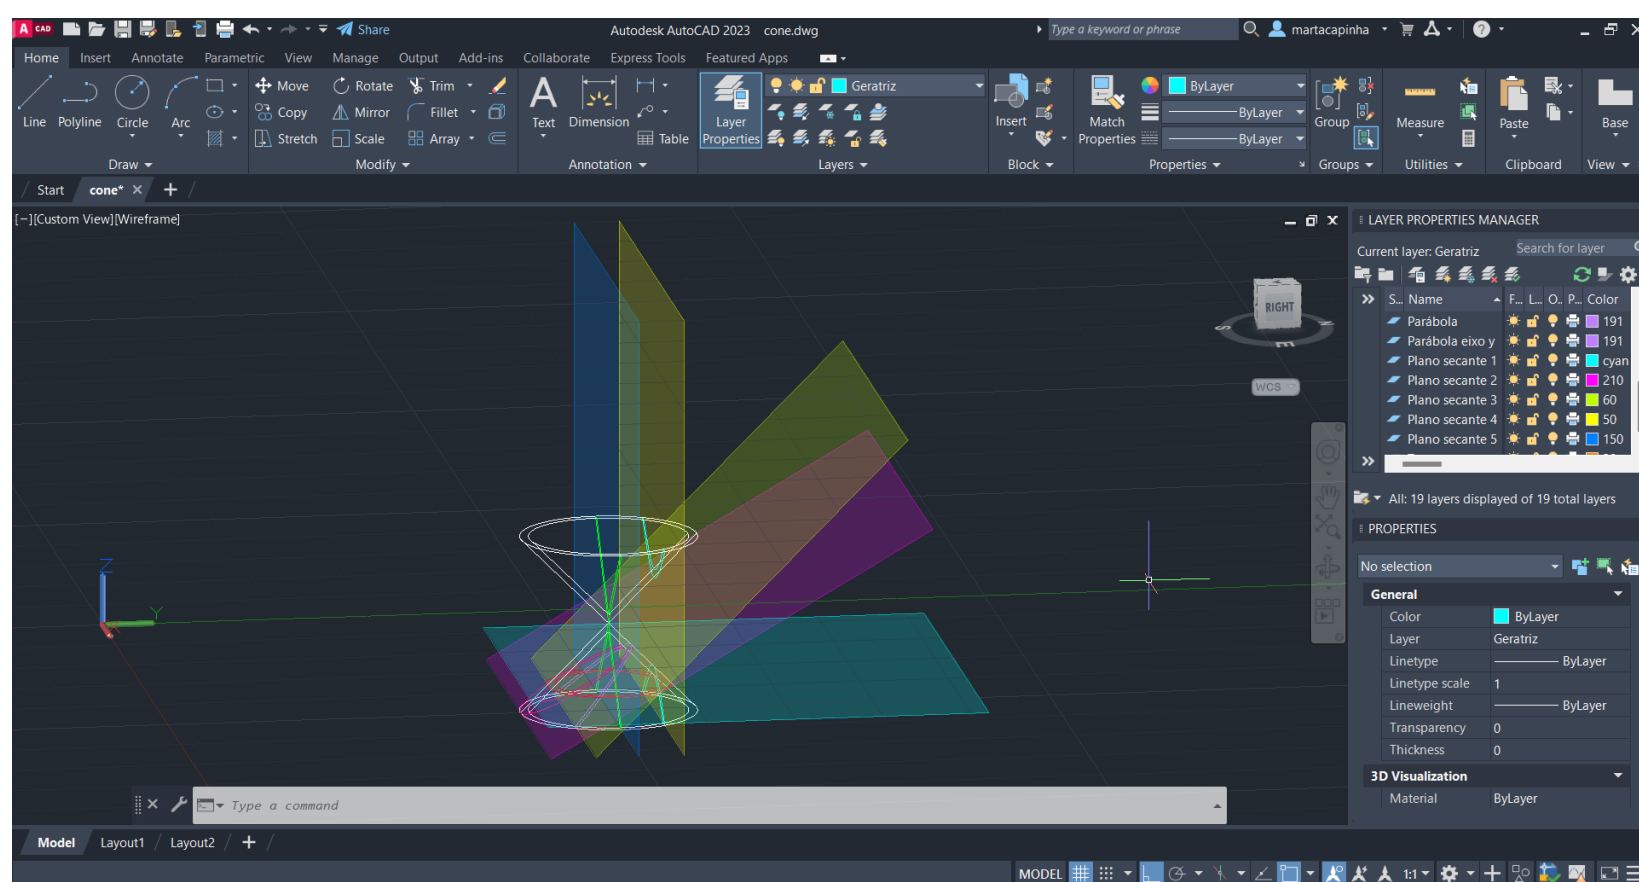 A CAD Share Autodesk AutoCAD 2023 cone.dwg Type a keyword or phrase martacapinha
Home Insert Annotate Parametric View Manage Output Add-ins Collaborate Express Tools Featured Apps
Line Polyline Circle Arc
Move Rotate Trim
Copy Mirror Fillet
Stretch Scale Array
Text Dimension Table
Layer Properties
Geratriz
Insert
Match Properties
ByLayer
ByLayer
ByLayer
Group
Measure
Paste
Base
Draw Modify Annotation Layers Block Properties Groups Utilities Clipboard View
Start cone* +
[−][Custom View][Wireframe]
RIGHT
S
N
E
WCS
Z
Y
X
Type a command
LAYER PROPERTIES MANAGER
Current layer: Geratriz Search for layer
S.. Name F... L... O.. P... Color
Parábola 191
Parábola eixo y 191
Plano secante 1 cyan
Plano secante 2 210
Plano secante 3 60
Plano secante 4 50
Plano secante 5 150
All: 19 layers displayed of 19 total layers
PROPERTIES
No selection
General
Color ByLayer
Layer Geratriz
Linetype ByLayer
Linetype scale 1
Lineweight ByLayer
Transparency 0
Thickness 0
3D Visualization
Material ByLayer
Model Layout1 Layout2 +
MODEL 1:1